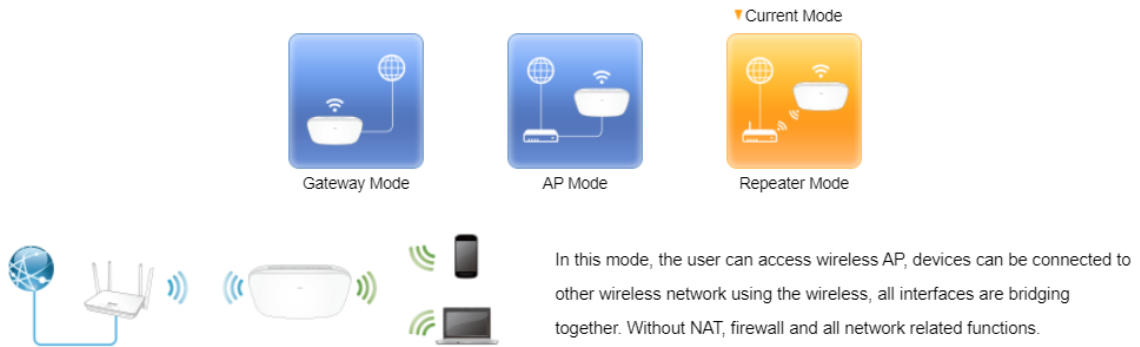 Current Mode
Gateway Mode
AP Mode
Repeater Mode
In this mode, the user can access wireless AP, devices can be connected to
other wireless network using the wireless, all interfaces are bridging
together. Without NAT, firewall and all network related functions.